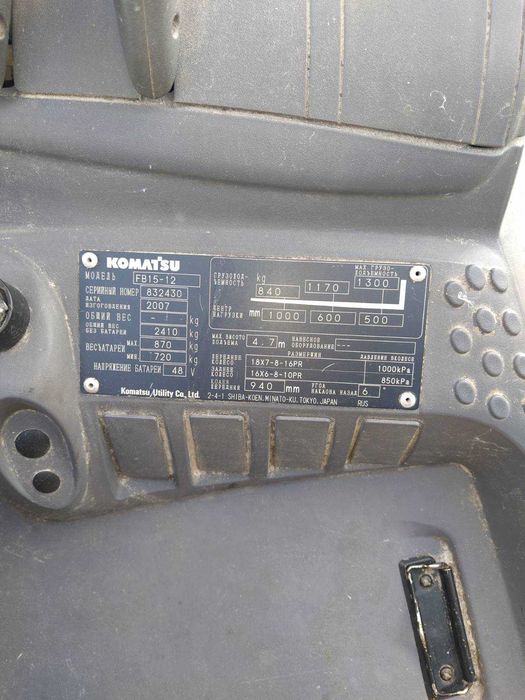 KOMATSU
МОДЕЛЬ FB15-12
СЕРИЙНЫЙ НОМЕР 832430
ДАТА ИЗГОТОВЛЕНИЯ 2007
ОБЩИЙ ВЕС - kg
ОБЩИЙ ВЕС БЕЗ БАТАРЕИ 2410 kg
ВЕС БАТАРЕИ MAX 870 kg
MIN 720 kg
НАПРЯЖЕНИЕ БАТАРЕИ 48 V
Komatsu Utility Co., Ltd.
ГРУЗОПОДЪЕМНОСТЬ kg 840 1170 1300
MAX ГРУЗОПОДЪЕМНОСТЬ
ЦЕНТР НАГРУЗКИ mm 1000 600 500
MAX ВЫСОТА ПОДЪЕМА 4.7 m
НАВЕСНОЕ ОБОРУДОВАНИЕ ---
РАЗМЕР ШИН ДАВЛЕНИЕ
ПЕРЕДНИЕ КОЛЕСО 18X7-8-16PR 1000kPa
ЗАДНИЕ КОЛЕСО 16X6-8-10PR 850kPa
КОЛЕЯ ПЕРЕДНЯЯ 940 mm
УГОЛ НАКЛОНА НАЗАД 6 °
2-4-1 SHIBA-KOEN, MINATO-KU, TOKYO, JAPAN RUS